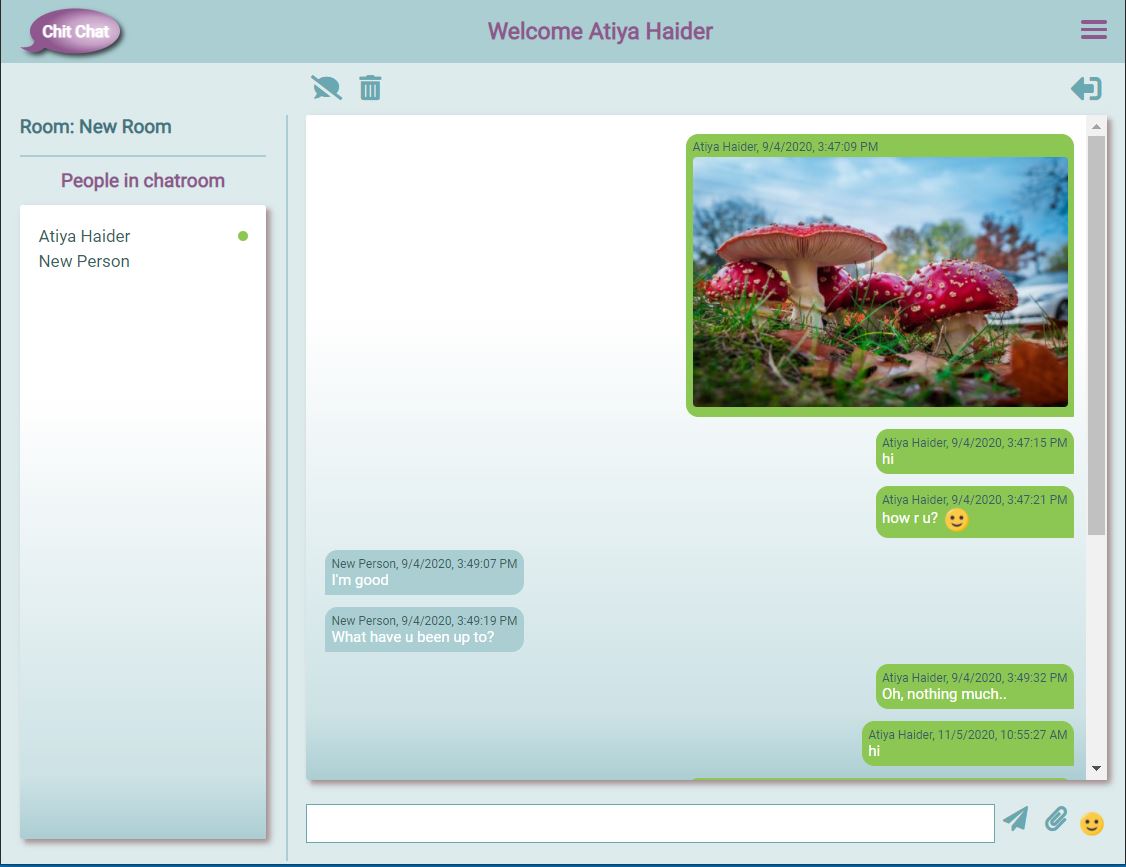 Chit Chat
Welcome Atiya Haider
Room: New Room
People in chatroom
Atiya Haider
New Person
Atiya Haider, 9/4/2020, 3:47:09 PM
Atiya Haider, 9/4/2020, 3:47:15 PM
hi
Atiya Haider, 9/4/2020, 3:47:21 PM
how r u? 🙂
New Person, 9/4/2020, 3:49:07 PM
I'm good
New Person, 9/4/2020, 3:49:19 PM
What have u been up to?
Atiya Haider, 9/4/2020, 3:49:32 PM
Oh, nothing much..
Atiya Haider, 11/5/2020, 10:55:27 AM
hi